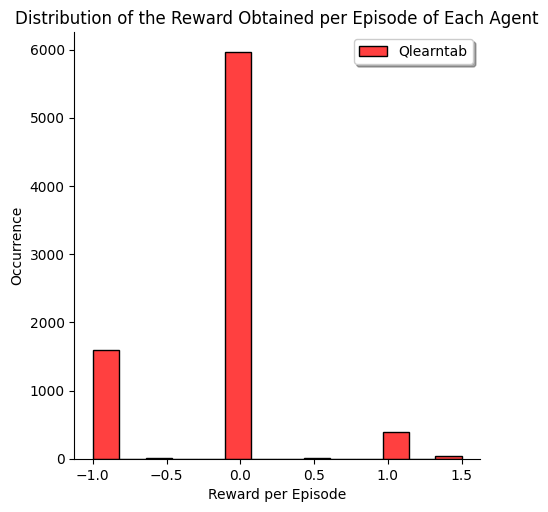 Distribution of the Reward Obtained per Episode of Each Agent
Qlearntab
6000
5000
4000
3000
2000
1000
0
Occurrence
−1.0 −0.5 0.0 0.5 1.0 1.5
Reward per Episode